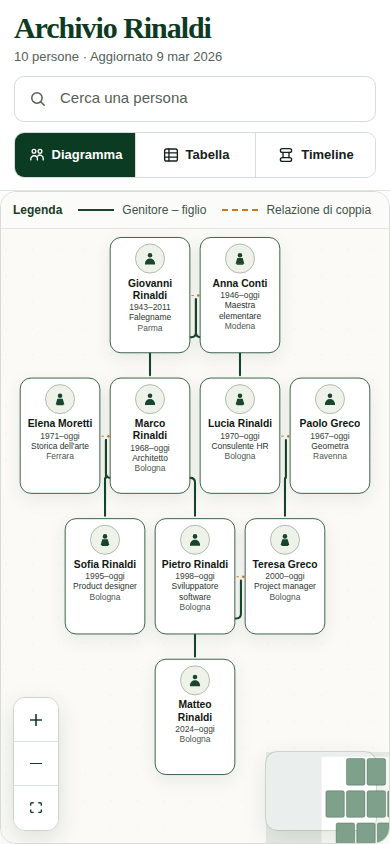 Archivio Rinaldi
10 persone · Aggiornato 9 mar 2026
Cerca una persona
Diagramma
Tabella
Timeline
Legenda
Genitore – figlio
Relazione di coppia
Giovanni
Rinaldi
1943–2011
Falegname
Parma
Anna Conti
1946–oggi
Maestra
elementare
Modena
Elena Moretti
1971–oggi
Storica dell'arte
Ferrara
Marco
Rinaldi
1968–oggi
Architetto
Bologna
Lucia Rinaldi
1970–oggi
Consulente HR
Bologna
Paolo Greco
1967–oggi
Geometra
Ravenna
Sofia Rinaldi
1995–oggi
Product designer
Bologna
Pietro Rinaldi
1998–oggi
Sviluppatore
software
Bologna
Teresa Greco
2000–oggi
Project manager
Bologna
Matteo
Rinaldi
2024–oggi
Bologna